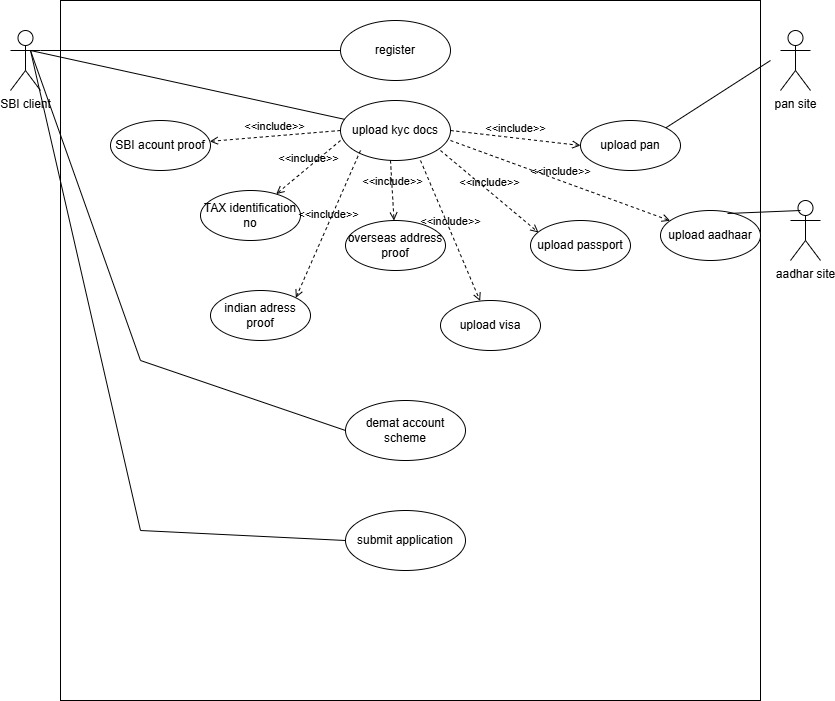 register
SBI client
pan site
upload kyc docs
<<include>>
<<include>>
SBI acount proof
upload pan
<<include>>
<<include>>
<<include>>
<<include>>
TAX identification
no
<<include>>
<<include>>
overseas address
proof
upload passport
upload aadhaar
aadhar site
indian adress
proof
upload visa
demat account
scheme
submit application